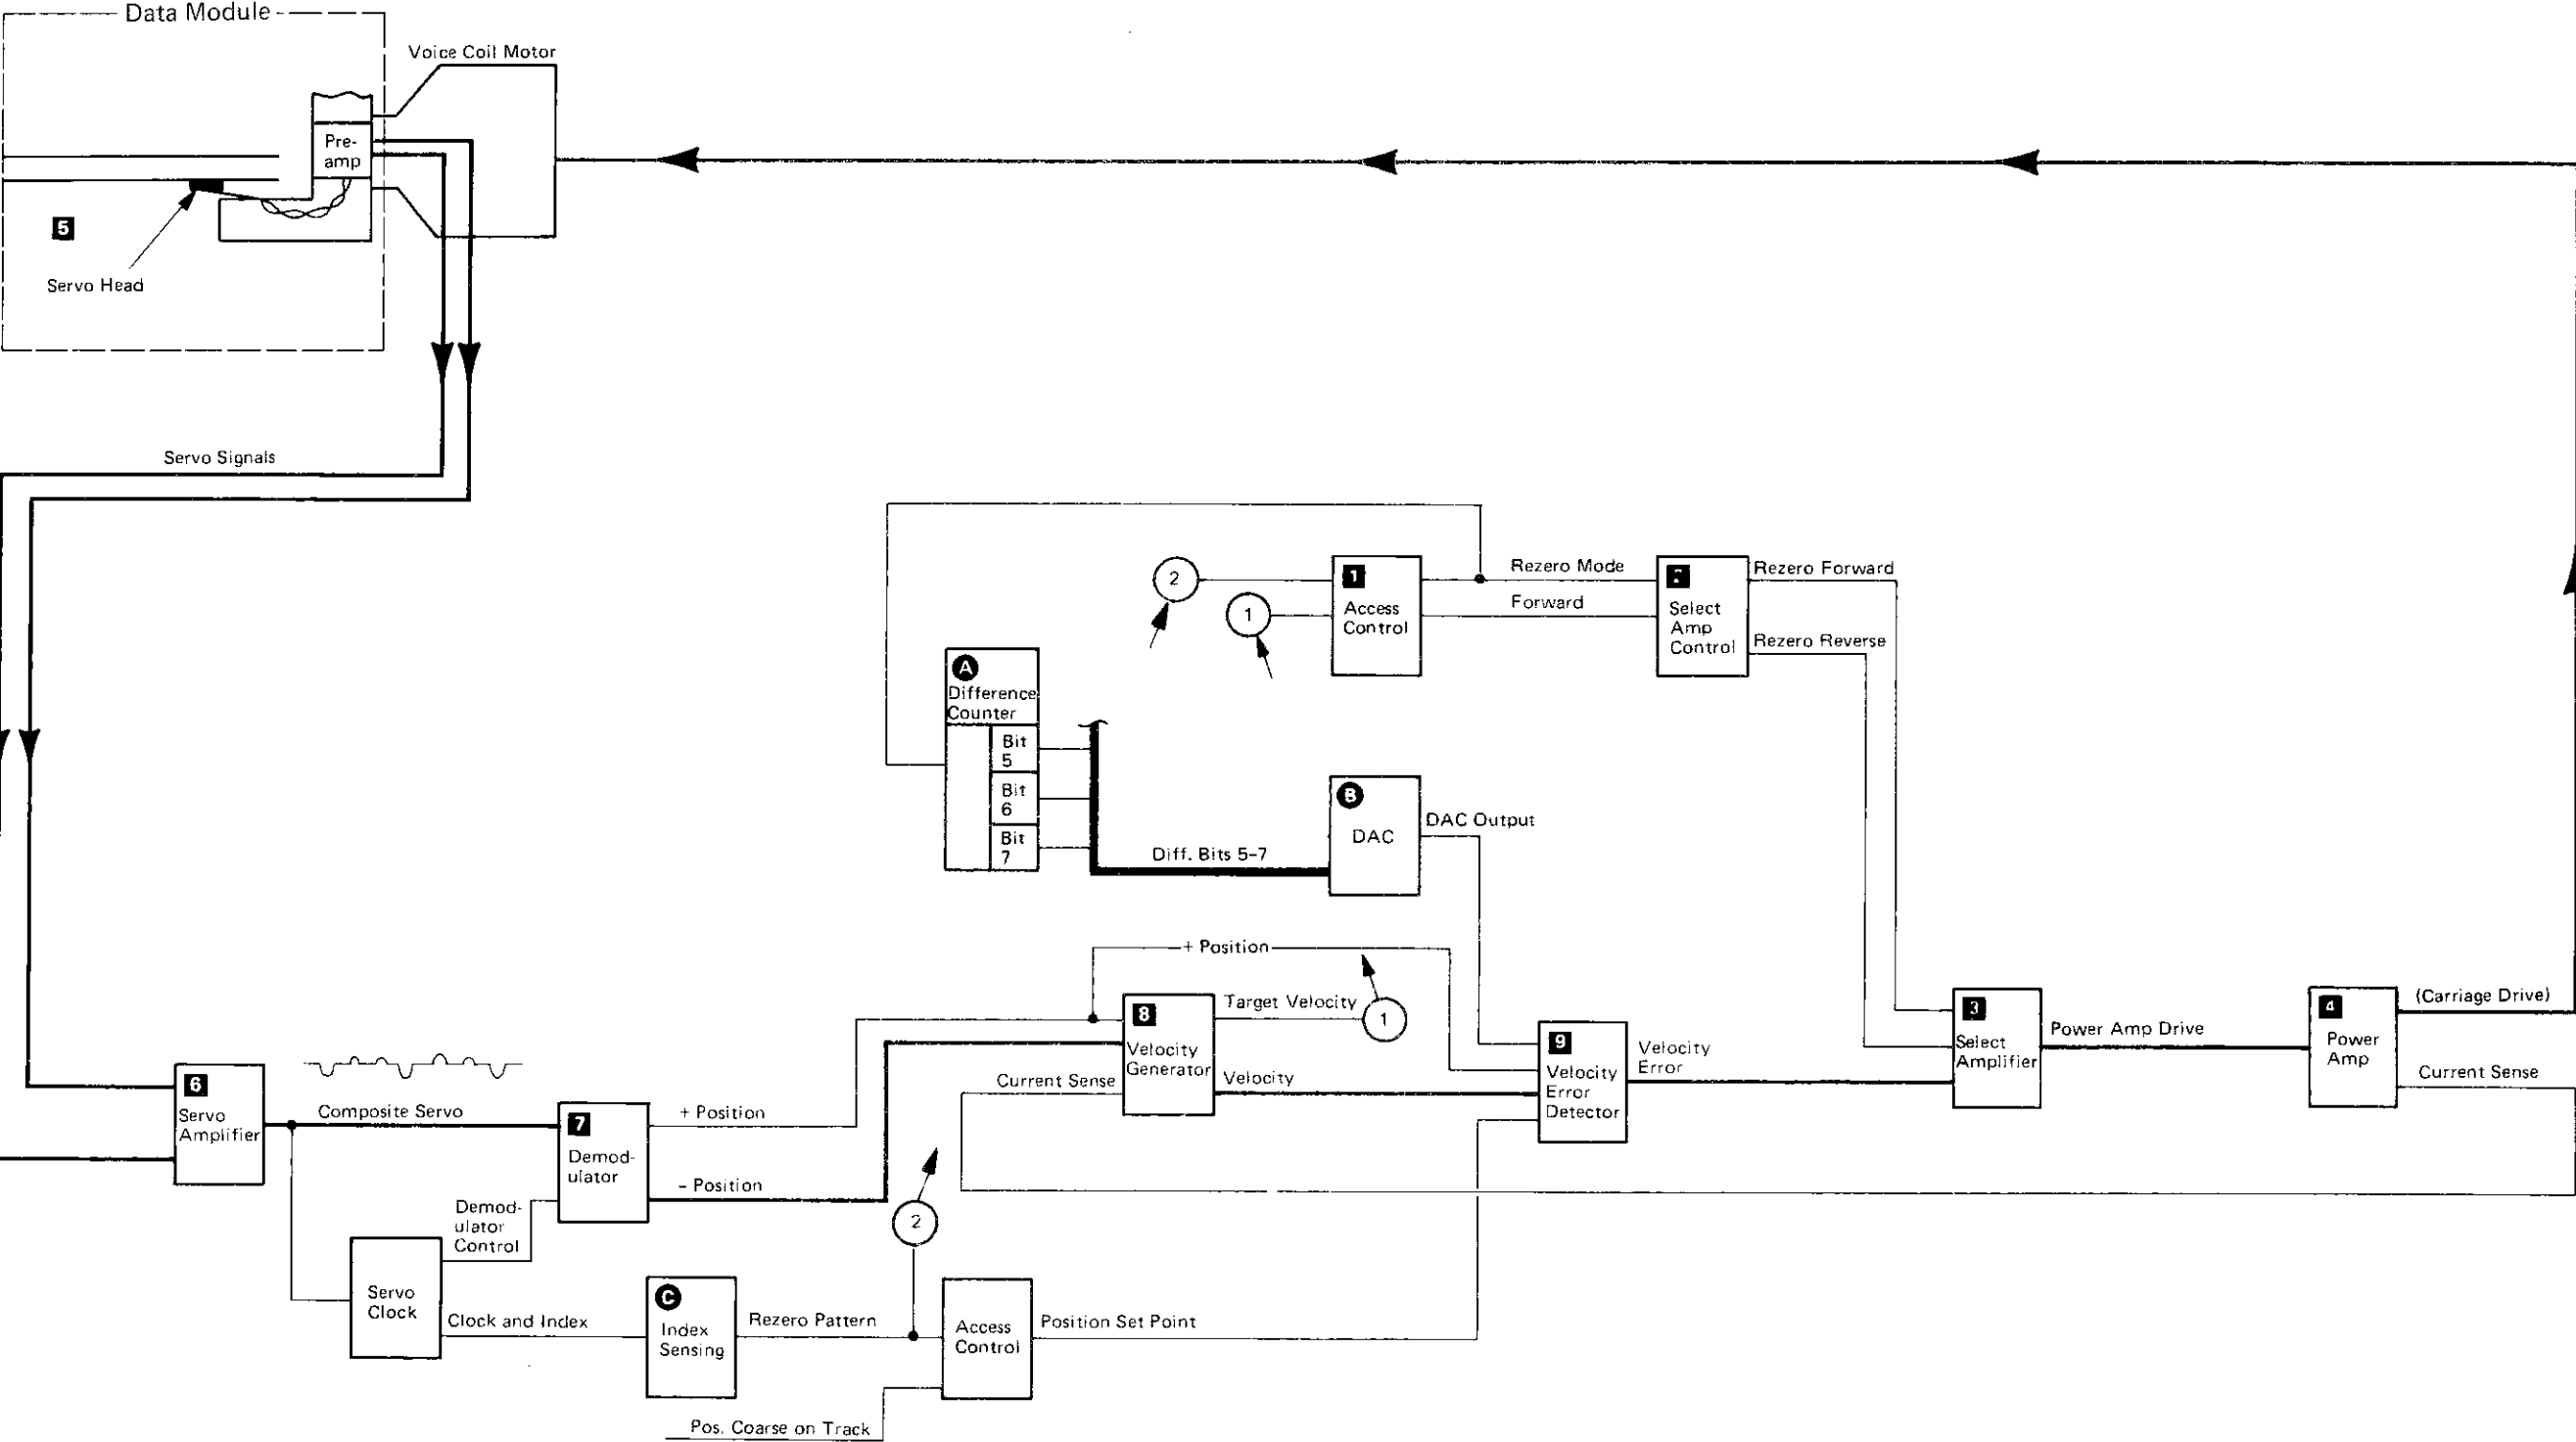 Data Module
Voice Coil Motor
Pre-
amp
5
Servo Head
Servo Signals
2
1
1
Access
Control
Rezero Mode
Forward
2
Select
Amp
Control
Rezero Forward
Rezero Reverse
A
Difference
Counter
Bit
5
Bit
6
Bit
7
Diff. Bits 5-7
B
DAC
DAC Output
+ Position
8
Velocity
Generator
Target Velocity
1
Velocity
Current Sense
9
Velocity
Error
Detector
Velocity
Error
3
Select
Amplifier
Power Amp Drive
4
Power
Amp
(Carriage Drive)
Current Sense
6
Servo
Amplifier
Composite Servo
7
Demod-
ulator
+ Position
- Position
Demod-
ulator
Control
2
Servo
Clock
Clock and Index
C
Index
Sensing
Rezero Pattern
Access
Control
Position Set Point
Pos. Coarse on Track